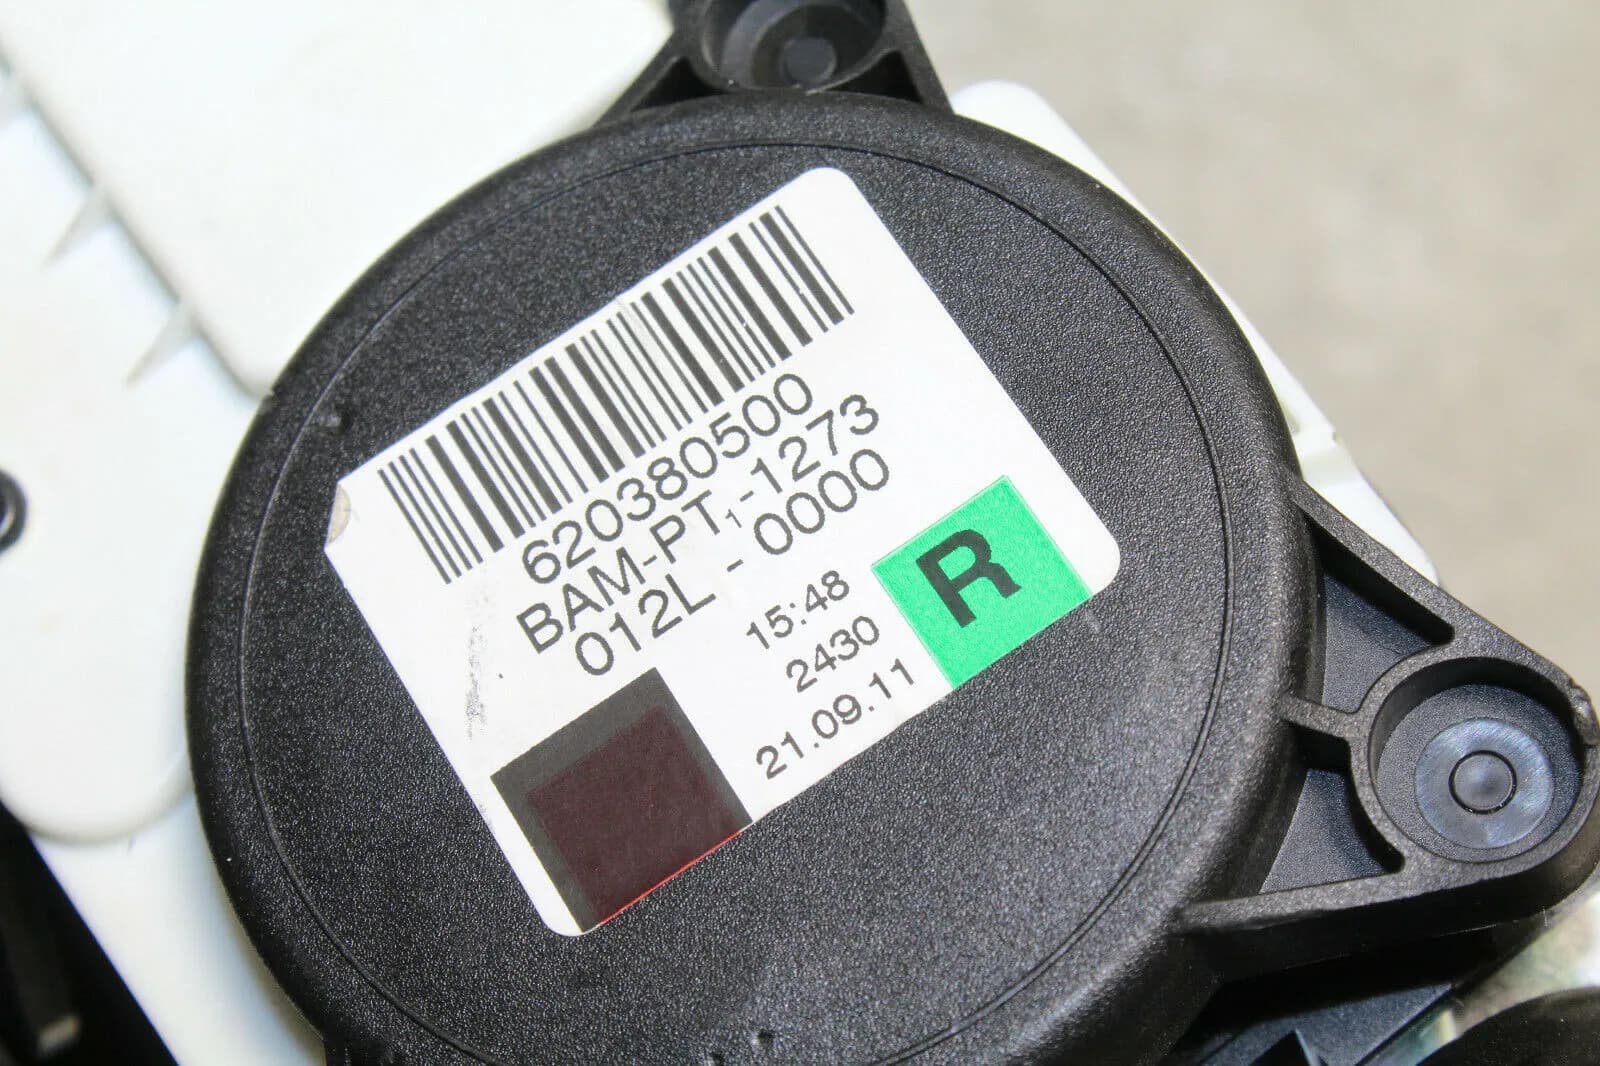 620380500
BAM-PT₁-1273
012L - 0000
15:48
2430
21.09.11
R